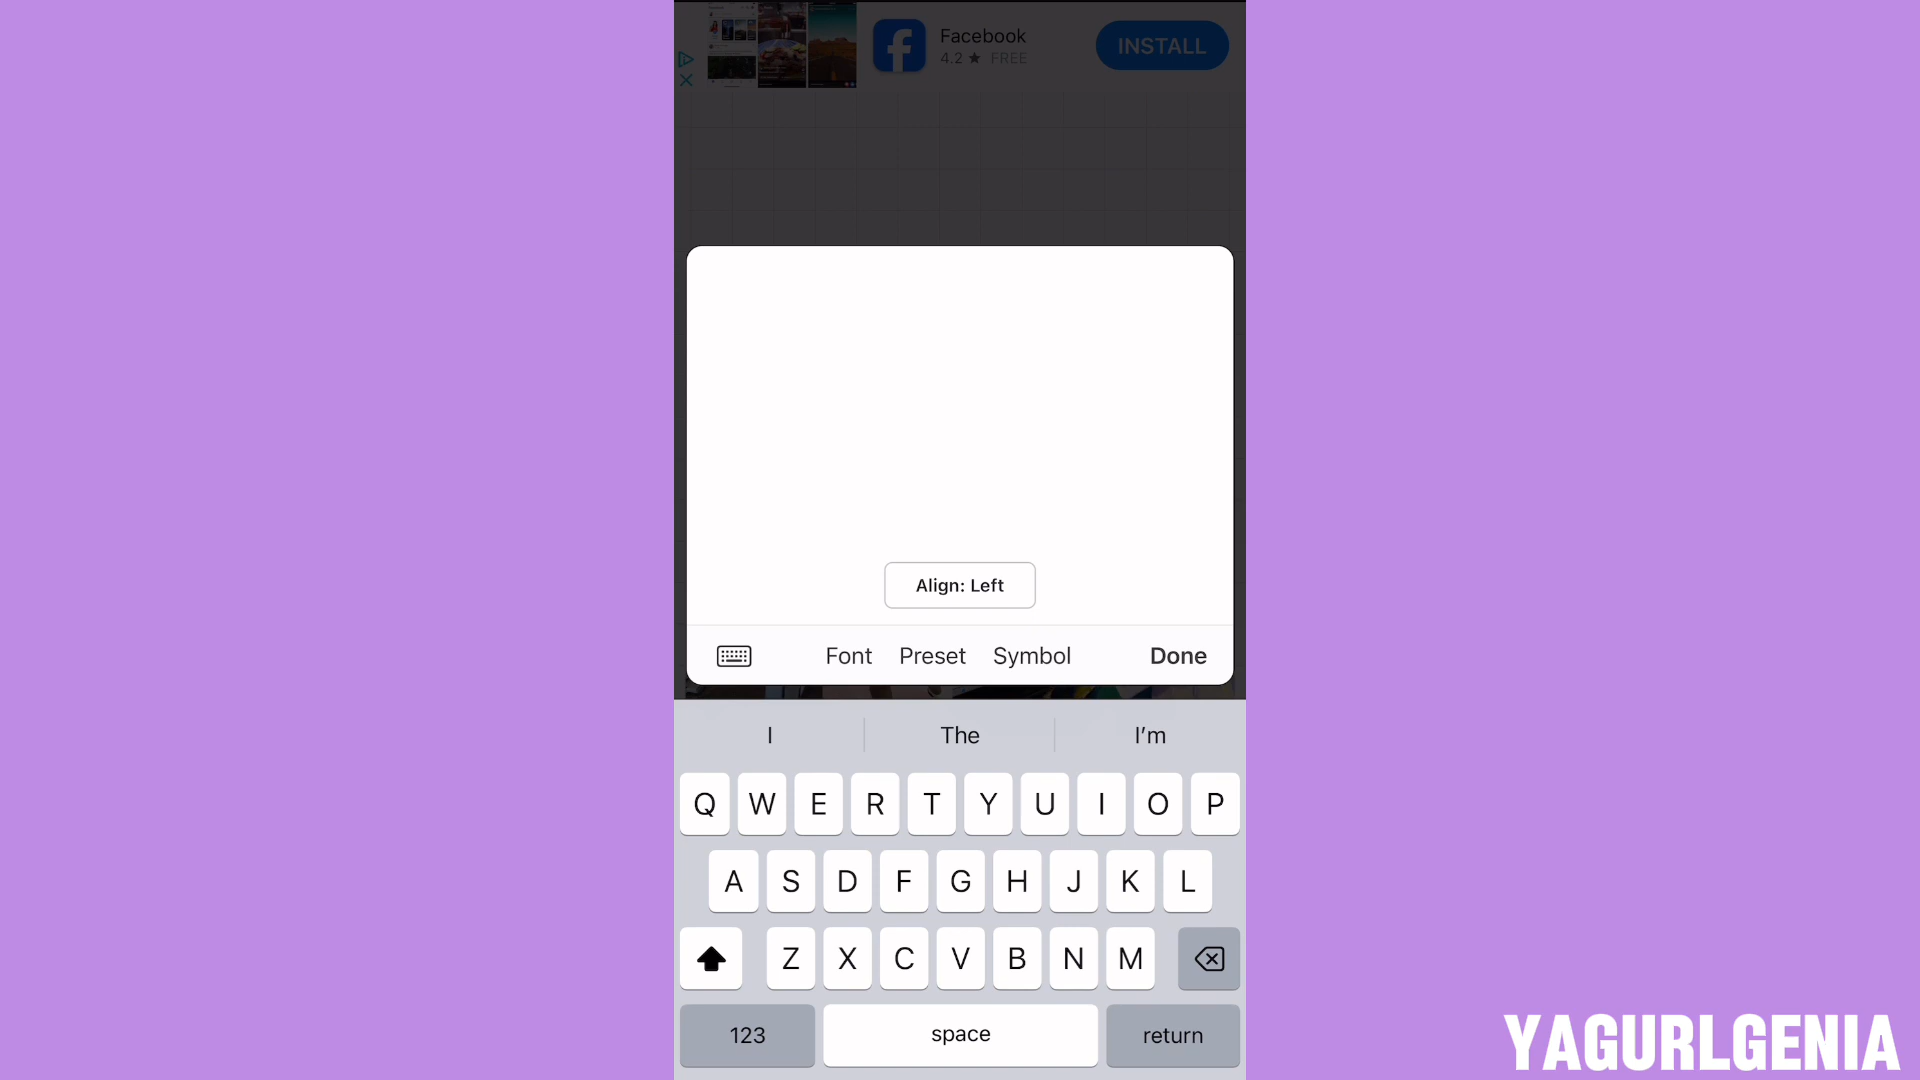 Facebook
4.2 ★ FREE
INSTALL
Align: Left
Font Preset Symbol Done
I The I'm
Q W E R T Y U I O P
A S D F G H J K L
Z X C V B N M
123 space return
YAGURLGENIA